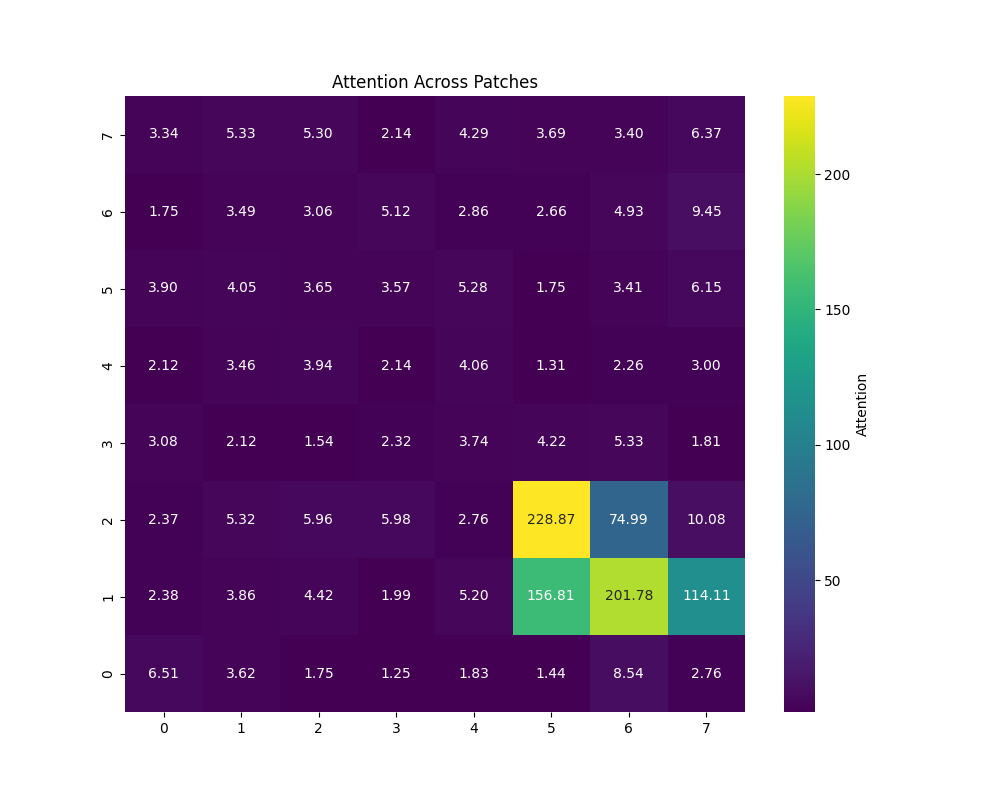 Attention Across Patches
7 3.34 5.33 5.30 2.14 4.29 3.69 3.40 6.37
200
6 1.75 3.49 3.06 5.12 2.86 2.66 4.93 9.45
5 3.90 4.05 3.65 3.57 5.28 1.75 3.41 6.15
150
4 2.12 3.46 3.94 2.14 4.06 1.31 2.26 3.00
Attention
3 3.08 2.12 1.54 2.32 3.74 4.22 5.33 1.81
100
2 2.37 5.32 5.96 5.98 2.76 228.87 74.99 10.08
50
1 2.38 3.86 4.42 1.99 5.20 156.81 201.78 114.11
0 6.51 3.62 1.75 1.25 1.83 1.44 8.54 2.76
0 1 2 3 4 5 6 7